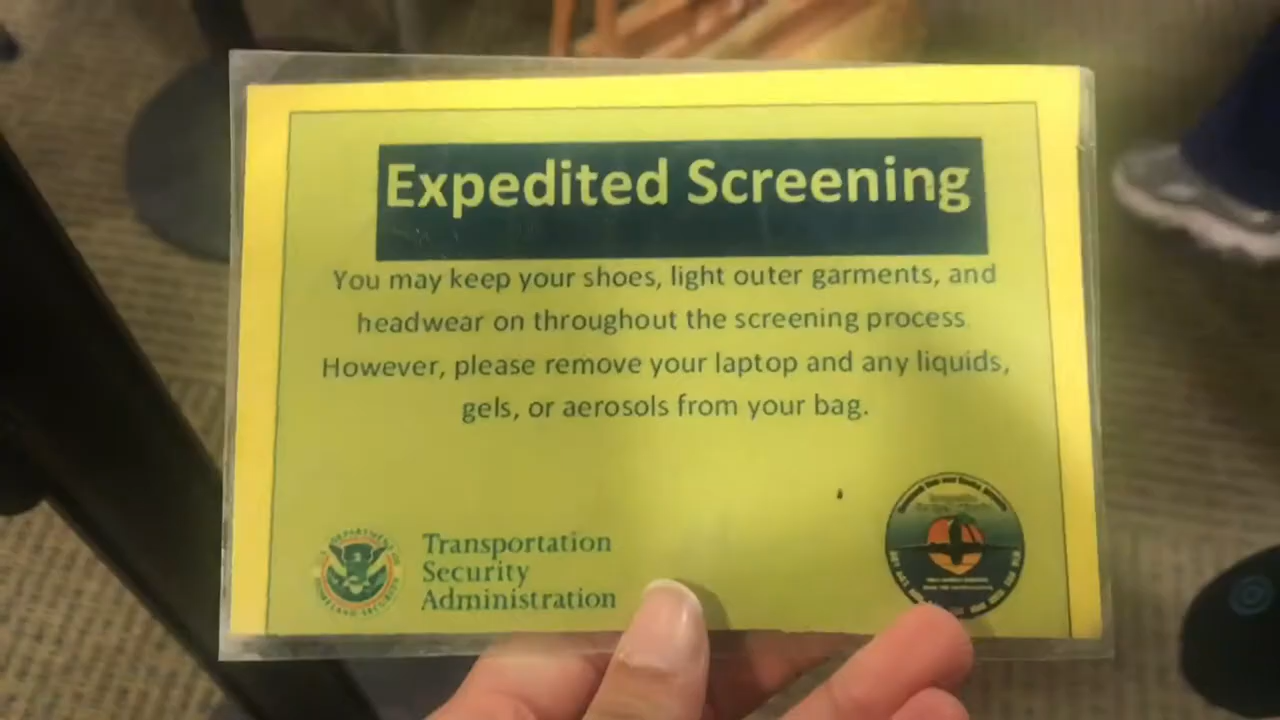 Expedited Screening
You may keep your shoes, light outer garments, and
headwear on throughout the screening process
However, please remove your laptop and any liquids,
gels, or aerosols from your bag.
Transportation
Security
Administration